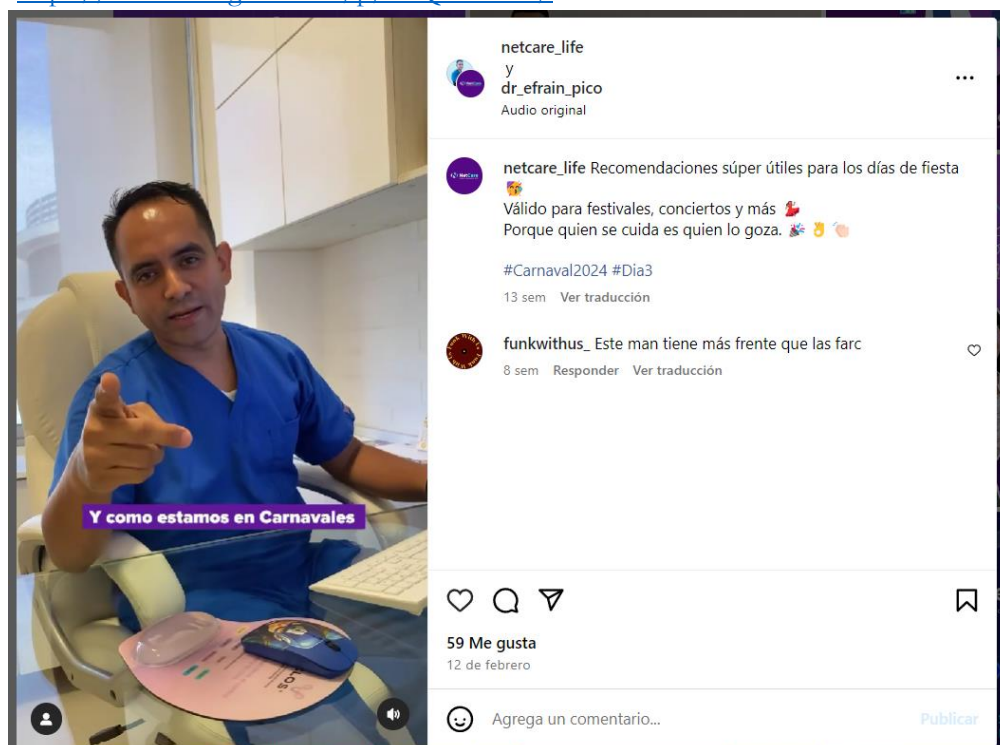 netcare_life
y
dr_efrain_pico
Audio original
netcare_life Recomendaciones súper útiles para los días de fiesta
Válido para festivales, conciertos y más
Porque quien se cuida es quien lo goza.
#Carnaval2024 #Dia3
13 sem Ver traducción
funkwithus_ Este man tiene más frente que las farc
8 sem Responder Ver traducción
Y como estamos en Carnavales
59 Me gusta
12 de febrero
Agrega un comentario...
Publicar